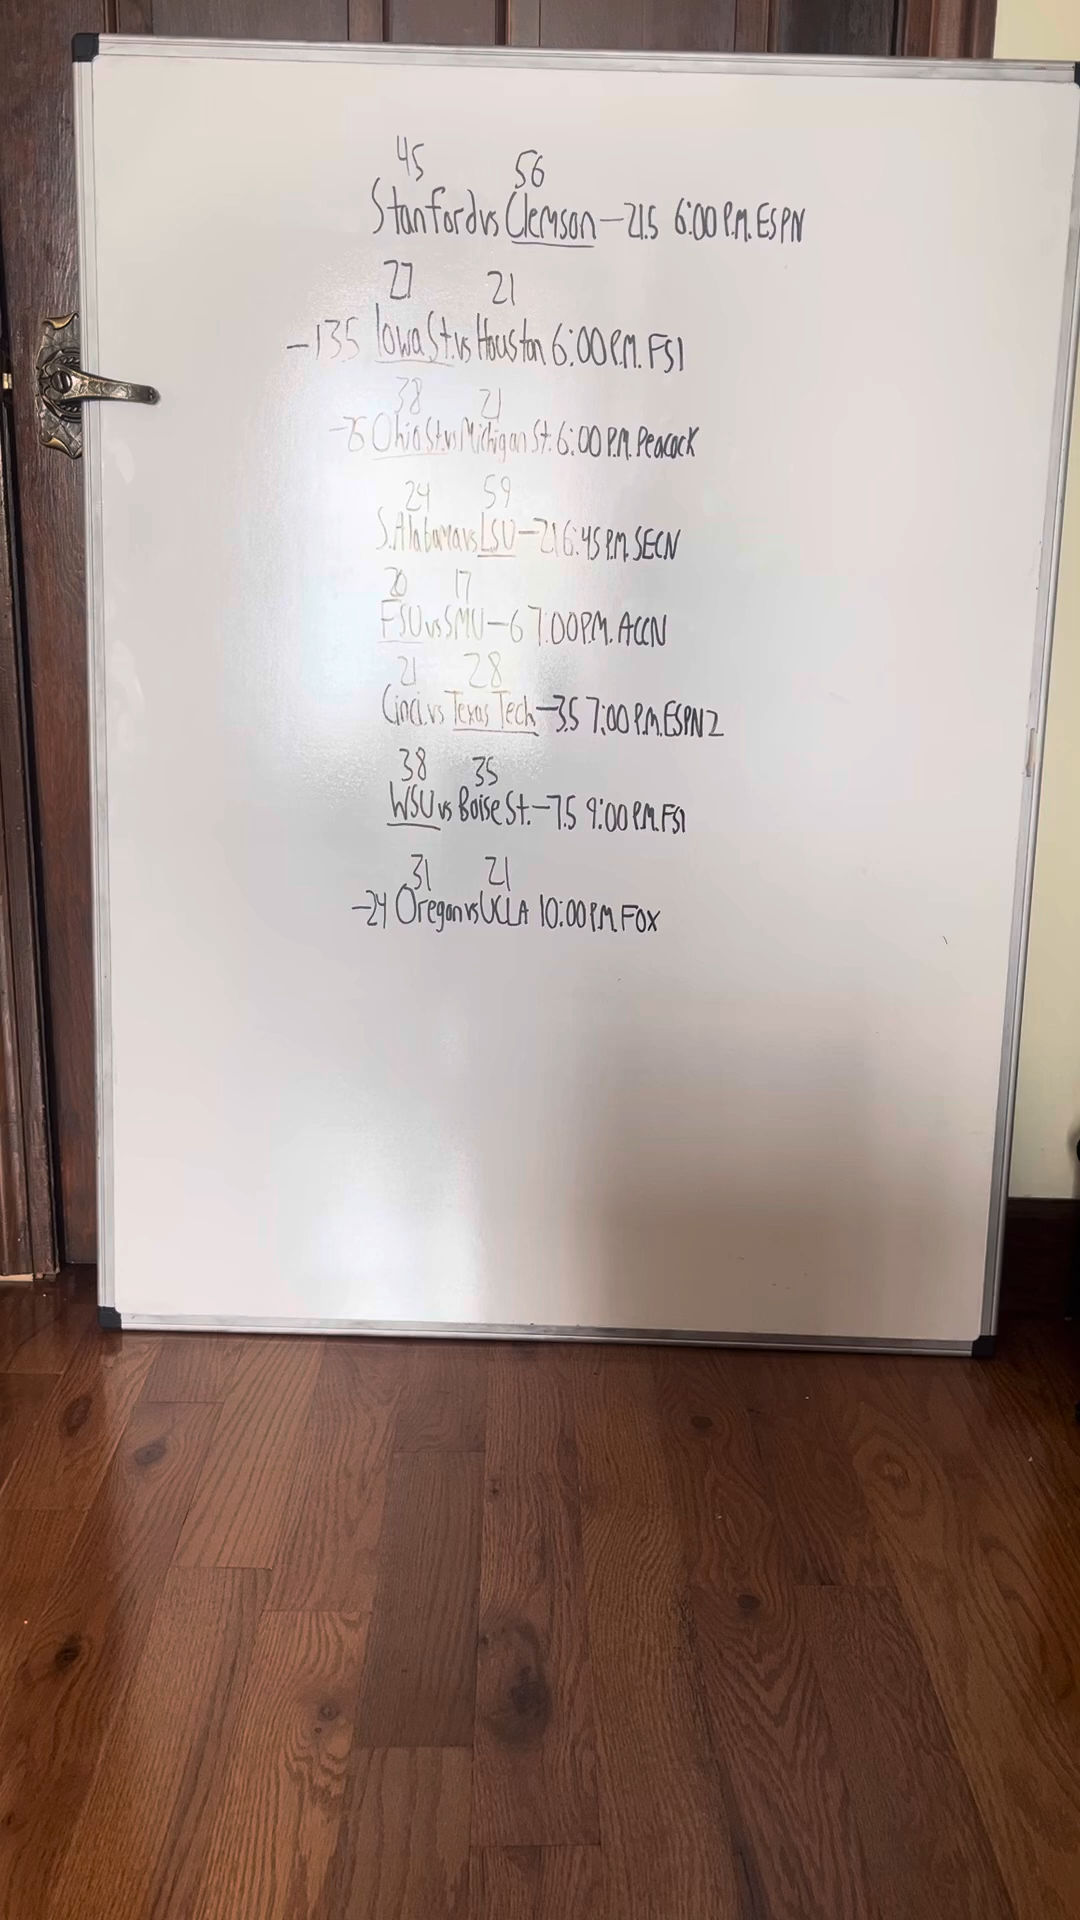 45 56
Stanford vs Clemson -21.5 6:00 P.M. ESPN
27 21
-13.5 Iowa St. vs Houston 6:00 P.M. FS1
38 21
Ohio St. vs Michigan St. 6:00 P.M. Peacock
24 59
S. Alabama vs LSU -21 6:45 P.M. SECN
20 17
FSU vs SMU -6 7:00 P.M. ACCN
21 28
Cinci. vs Texas Tech -3.5 7:00 P.M. ESPN2
38 35
WSU vs Boise St. -7.5 9:00 P.M. FS1
31 21
-24 Oregon vs UCLA 10:00 P.M. FOX